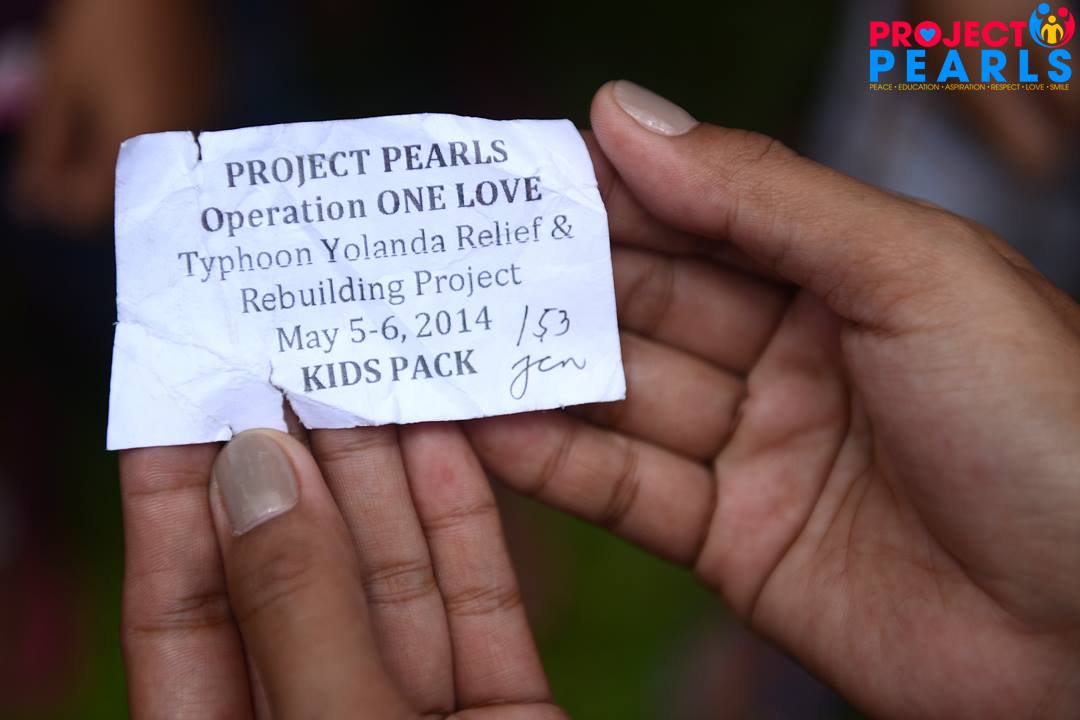 PROJECT
PEARLS
PEACE • EDUCATION • ASPIRATION • RESPECT • LOVE • SMILE
PROJECT PEARLS
Operation ONE LOVE
Typhoon Yolanda Relief &
Rebuilding Project
May 5-6, 2014 153
KIDS PACK